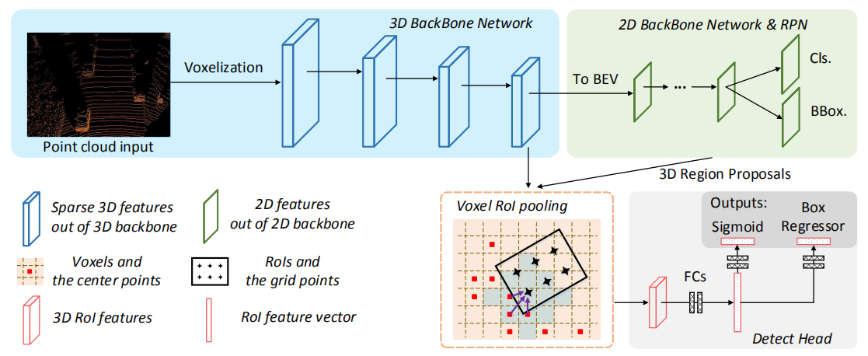 3D BackBone Network
2D BackBone Network & RPN
Voxelization
To BEV
...
Cls.
BBox.
Point cloud input
3D Region Proposals
Sparse 3D features
out of 3D backbone
2D features
out of 2D backbone
Voxels and
the center points
RoIs and
the grid points
3D RoI features
RoI feature vector
Voxel RoI pooling
Outputs:
Sigmoid
Box
Regressor
FCs
Detect Head